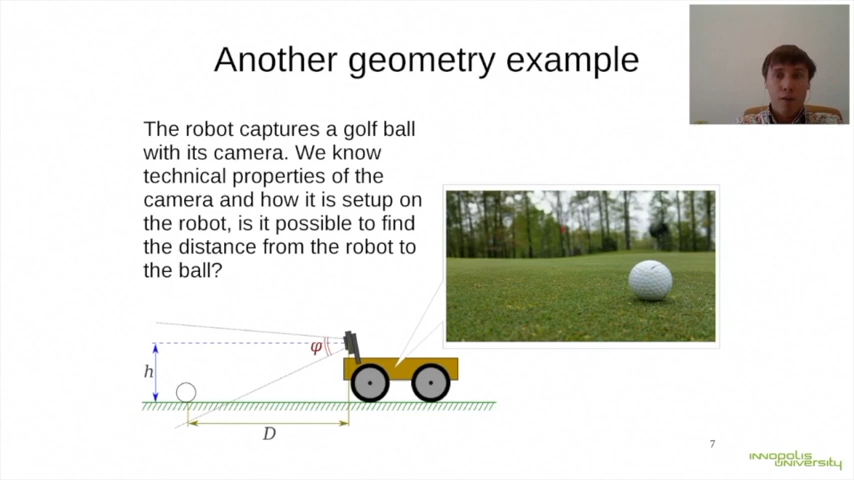 Another geometry example
The robot captures a golf ball
with its camera. We know
technical properties of the
camera and how it is setup on
the robot, is it possible to find
the distance from the robot to
the ball?
φ
h
D
7
INNOPOLIS
UNIVERSITY